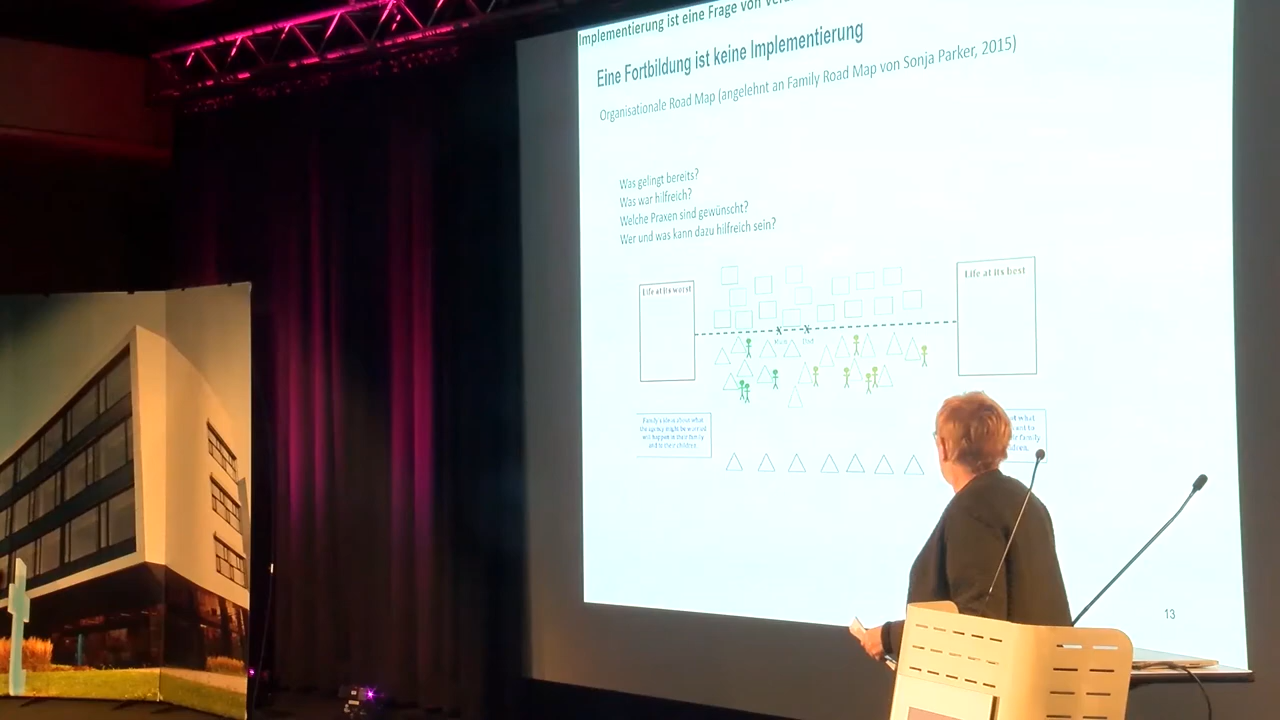 Implementierung ist eine Frage von
Eine Fortbildung ist keine Implementierung
Organisationale Road Map (angelehnt an Family Road Map von Sonja Parker, 2015)
Was gelingt bereits?
Was war hilfreich?
Welche Praxen sind gewünscht?
Wer und was kann dazu hilfreich sein?
Life at its worst
Life at its best
13